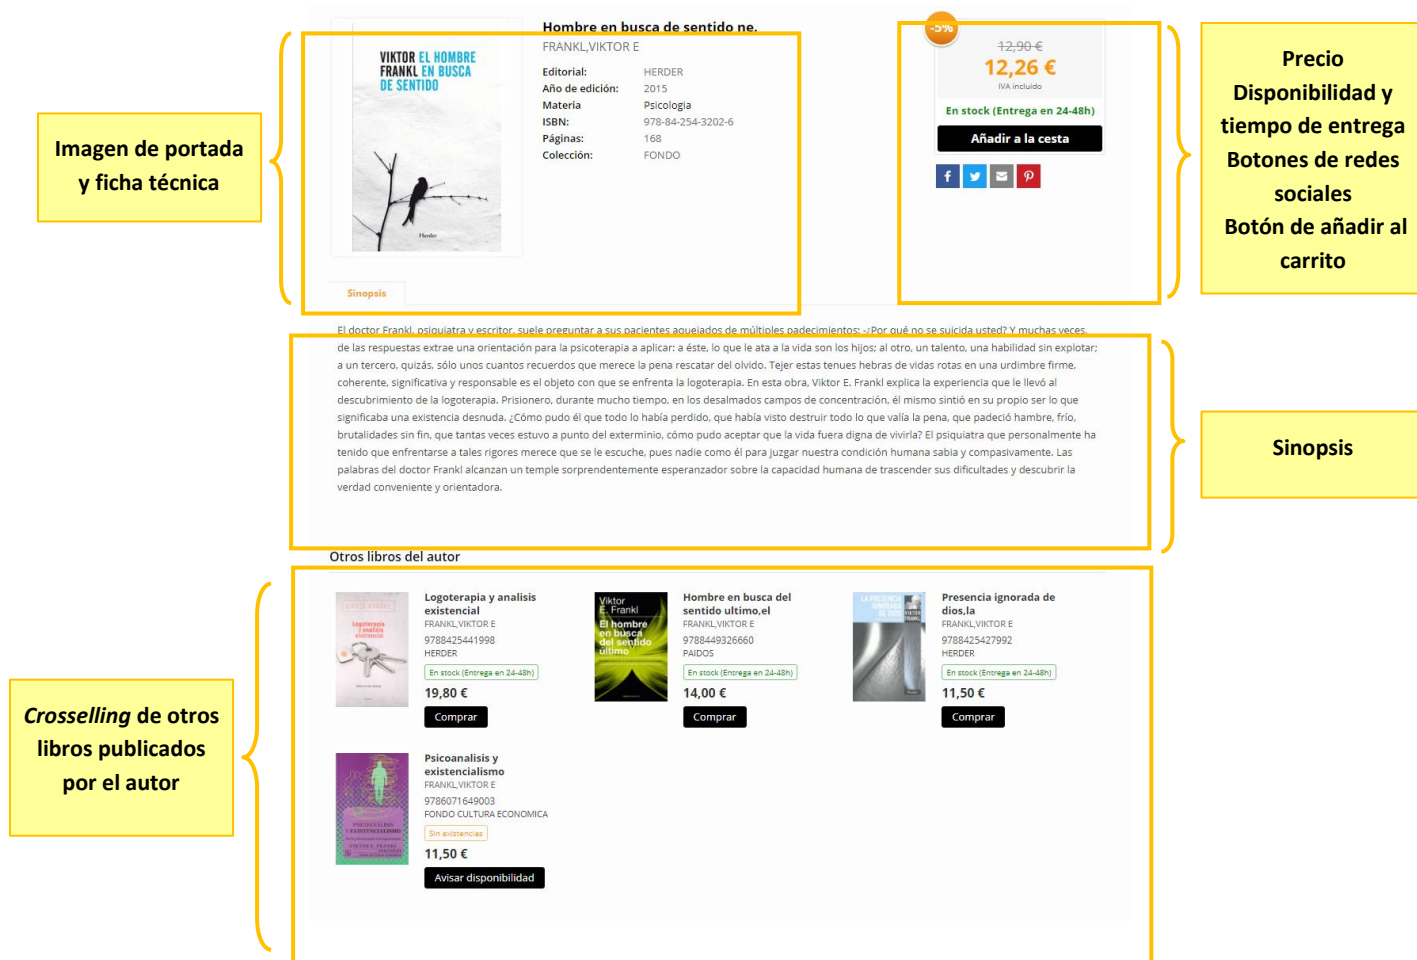 Imagen de portada
y ficha técnica
VIKTOR EL HOMBRE
FRANKL EN BUSCA
DE SENTIDO
Herder
Hombre en busca de sentido ne.
FRANKL,VIKTOR E
Editorial: HERDER
Año de edición: 2015
Materia Psicologia
ISBN: 978-84-254-3202-6
Páginas: 168
Colección: FONDO
-5%
12,90 €
12,26 €
IVA incluido
En stock (Entrega en 24-48h)
Añadir a la cesta
Precio
Disponibilidad y
tiempo de entrega
Botones de redes
sociales
Botón de añadir al
carrito
Sinopsis
El doctor Frankl, psiquiatra y escritor, suele preguntar a sus pacientes aquejados de múltiples padecimientos: -¿Por qué no se suicida usted? Y muchas veces,
de las respuestas extrae una orientación para la psicoterapia a aplicar: a éste, lo que le ata a la vida son los hijos; al otro, un talento, una habilidad sin explotar;
a un tercero, quizás, sólo unos cuantos recuerdos que merece la pena rescatar del olvido. Tejer estas tenues hebras de vidas rotas en una urdimbre firme,
coherente, significativa y responsable es el objeto con que se enfrenta la logoterapia. En esta obra, Viktor E. Frankl explica la experiencia que le llevó al
descubrimiento de la logoterapia. Prisionero, durante mucho tiempo, en los desalmados campos de concentración, él mismo sintió en su propio ser lo que
significaba una existencia desnuda. ¿Cómo pudo él que todo lo había perdido, que había visto destruir todo lo que valía la pena, que padeció hambre, frío,
brutalidades sin fin, que tantas veces estuvo a punto del exterminio, cómo pudo aceptar que la vida fuera digna de vivirla? El psiquiatra que personalmente ha
tenido que enfrentarse a tales rigores merece que se le escuche, pues nadie como él para juzgar nuestra condición humana sabia y compasivamente. Las
palabras del doctor Frankl alcanzan un temple sorprendentemente esperanzador sobre la capacidad humana de trascender sus dificultades y descubrir la
verdad conveniente y orientadora.
Sinopsis
Otros libros del autor
Crosselling de otros
libros publicados
por el autor
VIKTOR FRANKL
Logoterapia
y análisis
existencial
Logoterapia y analisis
existencial
FRANKL,VIKTOR E
9788425441998
HERDER
En stock (Entrega en 24-48h)
19,80 €
Comprar
Viktor
E. Frankl
El hombre
en busca
del sentido
último
Hombre en busca del
sentido ultimo,el
FRANKL,VIKTOR E
9788449326660
PAIDOS
En stock (Entrega en 24-48h)
14,00 €
Comprar
LA PRESENCIA
IGNORADA
DE DIOS
VIKTOR
FRANKL
Presencia ignorada de
dios,la
FRANKL,VIKTOR E
9788425427992
HERDER
En stock (Entrega en 24-48h)
11,50 €
Comprar
PSICOANÁLISIS
Y EXISTENCIALISMO
VIKTOR E. FRANKL
Psicoanalisis y
existencialismo
FRANKL,VIKTOR E
9786071649003
FONDO CULTURA ECONOMICA
Sin existencias
11,50 €
Avisar disponibilidad